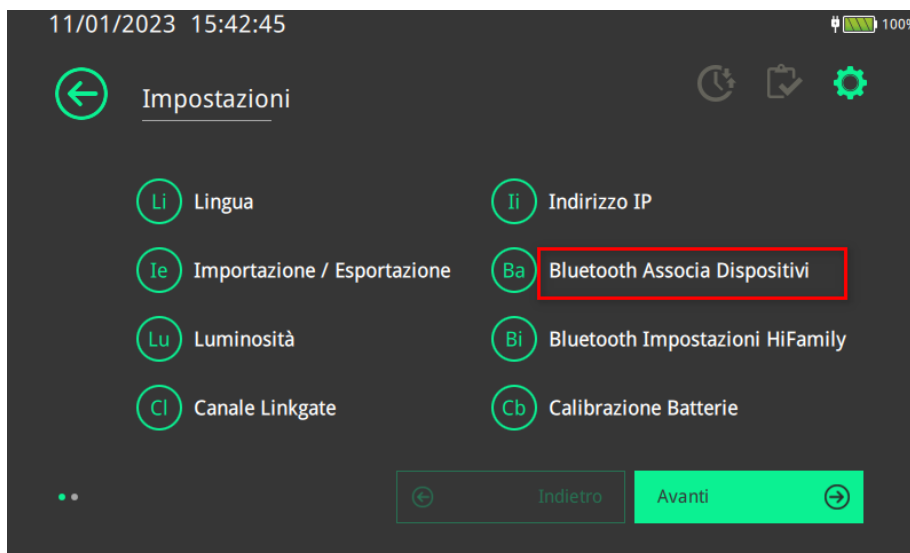 11/01/2023 15:42:45
100%
Impostazioni
Li Lingua
Ii Indirizzo IP
Ie Importazione / Esportazione
Ba Bluetooth Associa Dispositivi
Lu Luminosità
Bi Bluetooth Impostazioni HiFamily
Cl Canale Linkgate
Cb Calibrazione Batterie
Indietro
Avanti